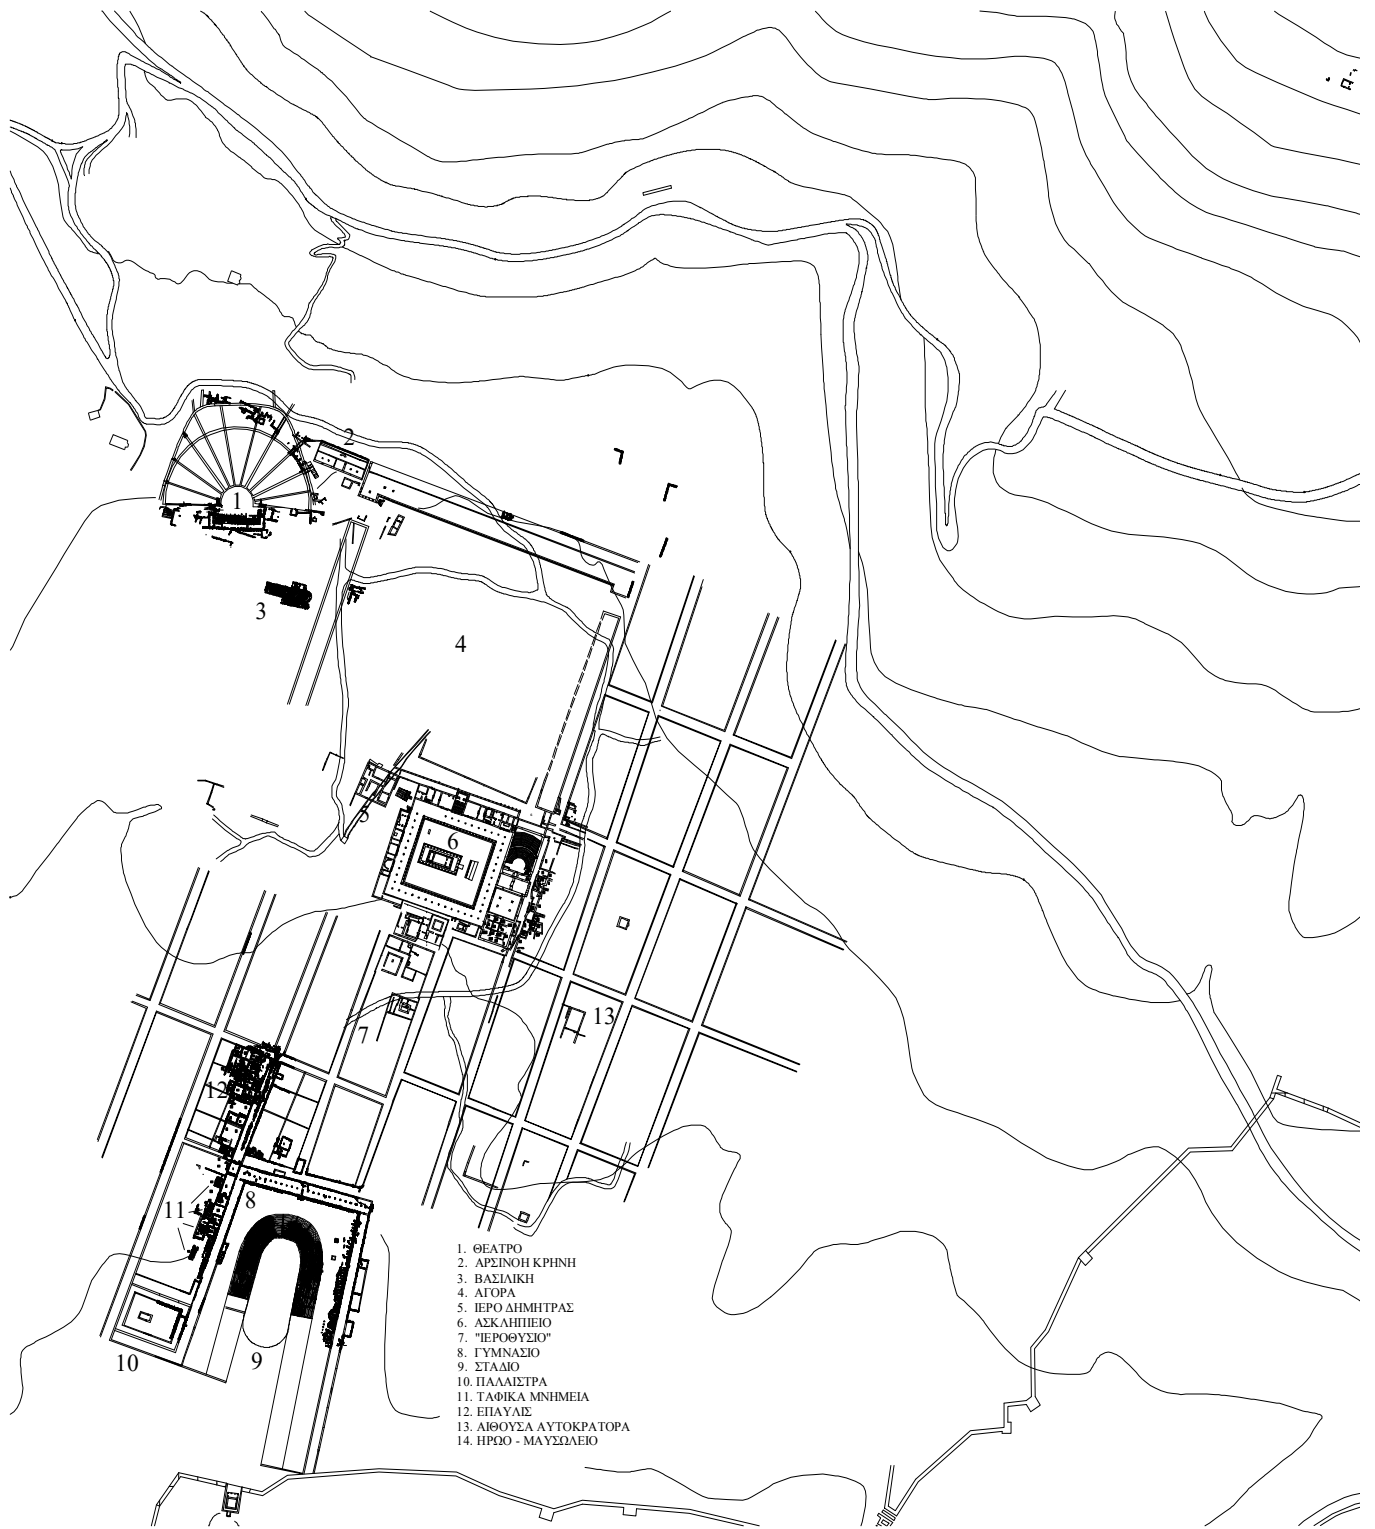 2
1
3
4
5
6
7
13
12
11
8
10
9
1. ΘΕΑΤΡΟ
2. ΑΡΣΙΝΟΗ ΚΡΗΝΗ
3. ΒΑΣΙΛΙΚΗ
4. ΑΓΟΡΑ
5. ΙΕΡΟ ΔΗΜΗΤΡΑΣ
6. ΑΣΚΛΗΠΙΕΙΟ
7. "ΙΕΡΟΘΥΣΙΟ"
8. ΓΥΜΝΑΣΙΟ
9. ΣΤΑΔΙΟ
10. ΠΑΛΑΙΣΤΡΑ
11. ΤΑΦΙΚΑ ΜΝΗΜΕΙΑ
12. ΕΠΑΥΛΙΣ
13. ΑΙΘΟΥΣΑ ΑΥΤΟΚΡΑΤΟΡΑ
14. ΗΡΩΟ - ΜΑΥΣΩΛΕΙΟ